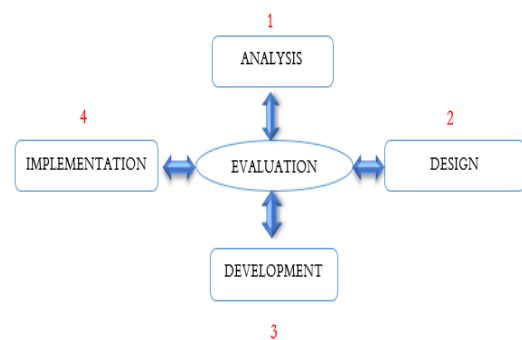 1
ANALYSIS
4
2
IMPLEMENTATION
EVALUATION
DESIGN
DEVELOPMENT
3